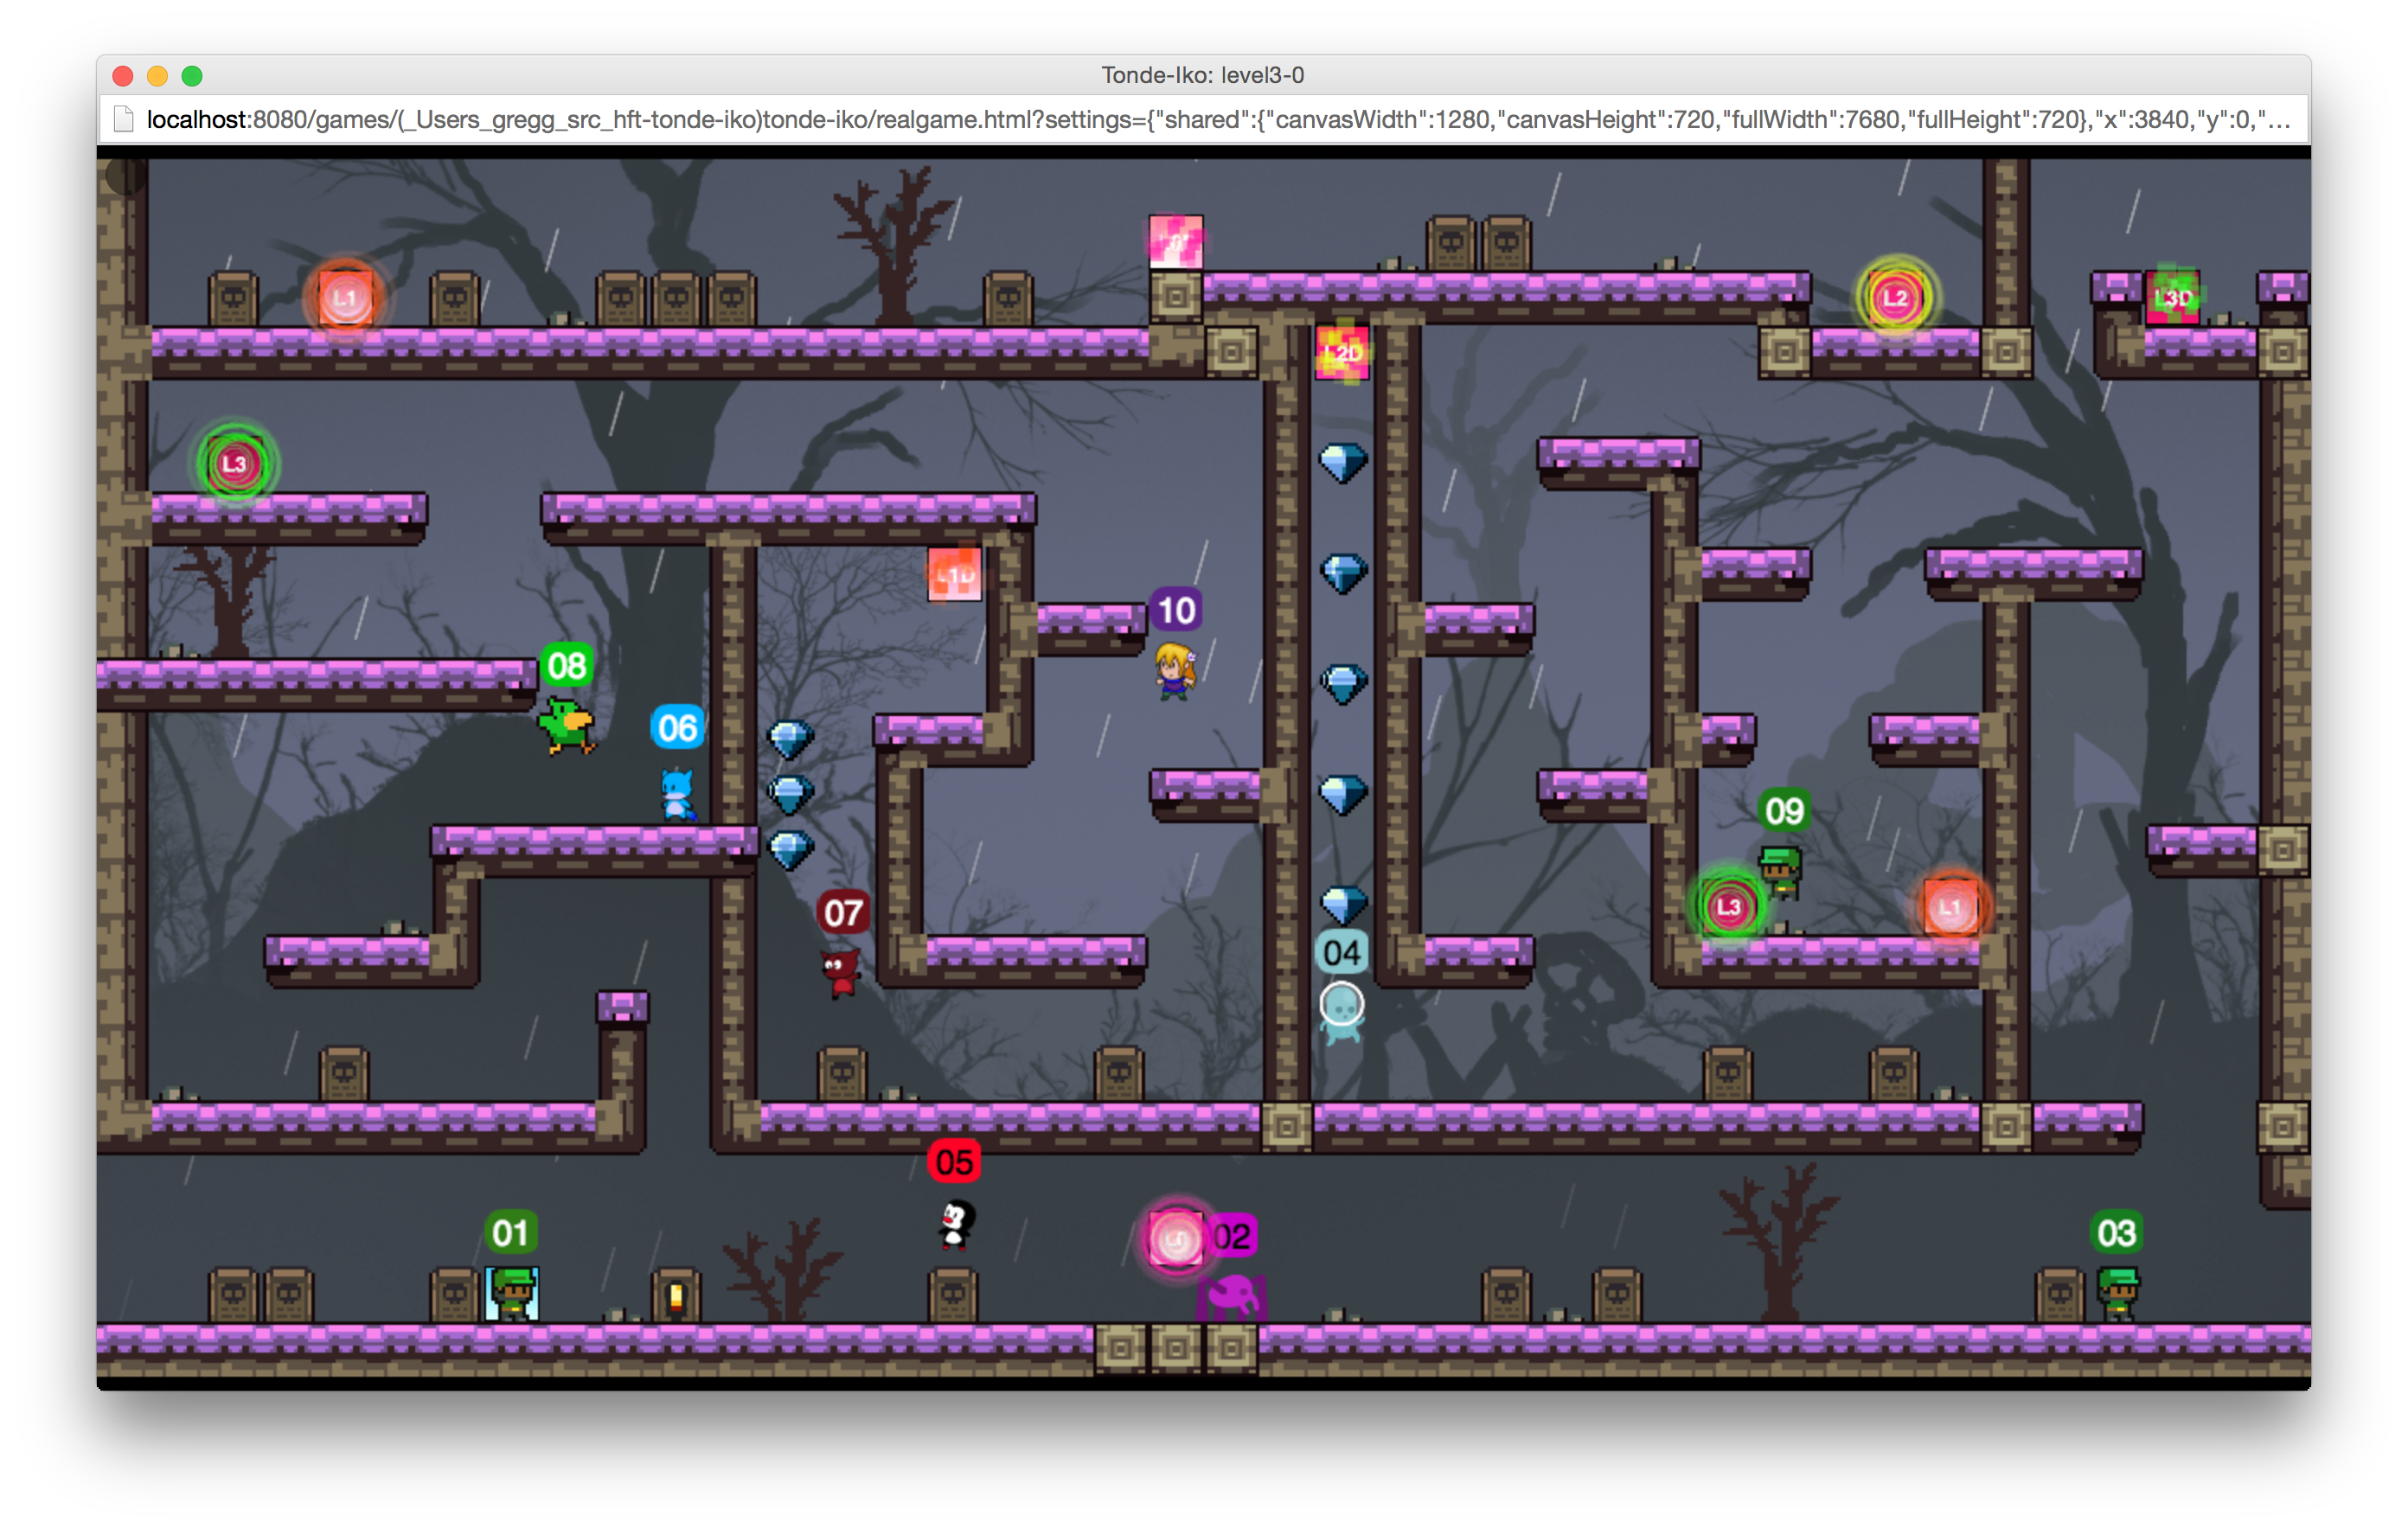 Tonde-Iko: level3-0
localhost:8080/games/(_Users_gregg_src_hft-tonde-iko)tonde-iko/realgame.html?settings={"shared":{"canvasWidth":1280,"canvasHeight":720,"fullWidth":7680,"fullHeight":720},"x":3840,"y":0,"...
L1
L2
L3D
L2D
L3
L1D
10
08
06
09
07
L3
L1
04
05
01
02
03